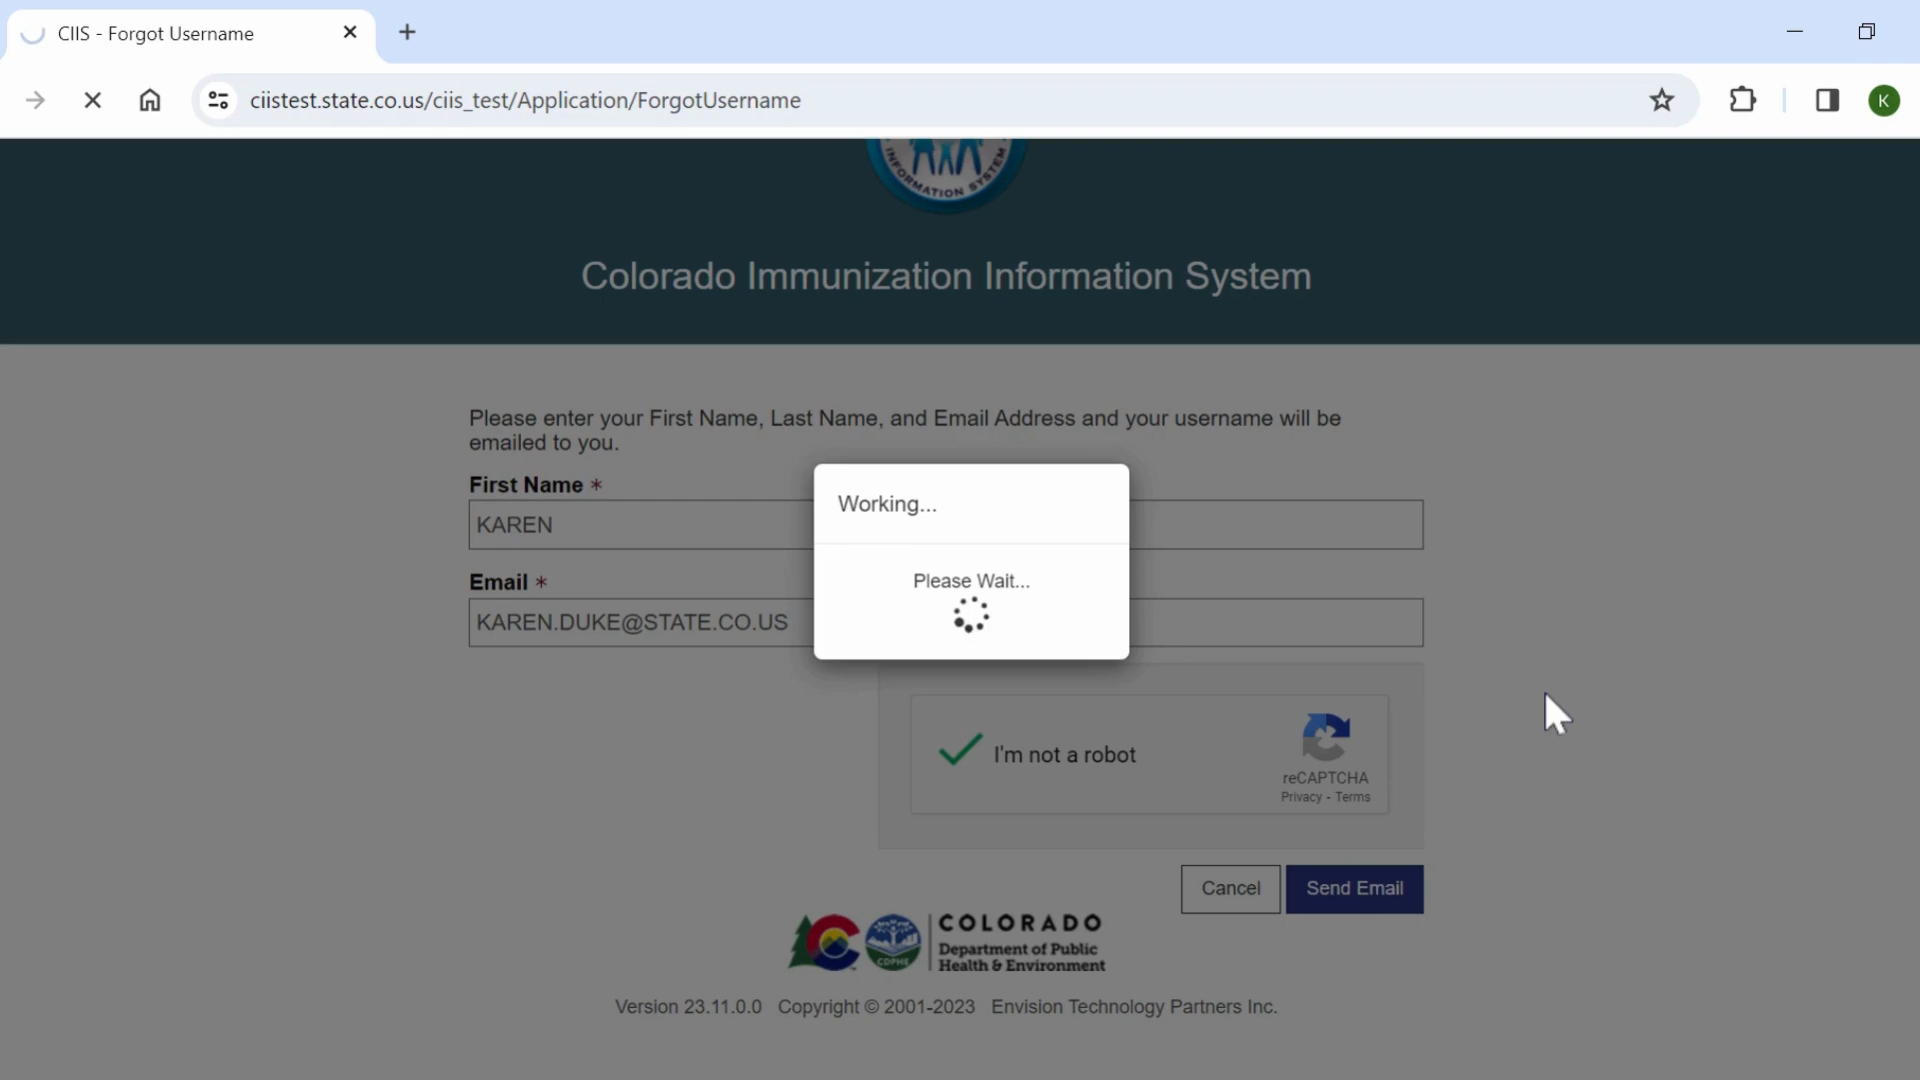 CIIS - Forgot Username
ciistest.state.co.us/ciis_test/Application/ForgotUsername
K
INFORMATION SYSTEM
Colorado Immunization Information System
Please enter your First Name, Last Name, and Email Address and your username will be
emailed to you.
First Name *
KAREN
Email *
KAREN.DUKE@STATE.CO.US
Working...
Please Wait...
I'm not a robot
reCAPTCHA
Privacy - Terms
Cancel
Send Email
CDPHE
COLORADO
Department of Public
Health & Environment
Version 23.11.0.0 Copyright © 2001-2023 Envision Technology Partners Inc.